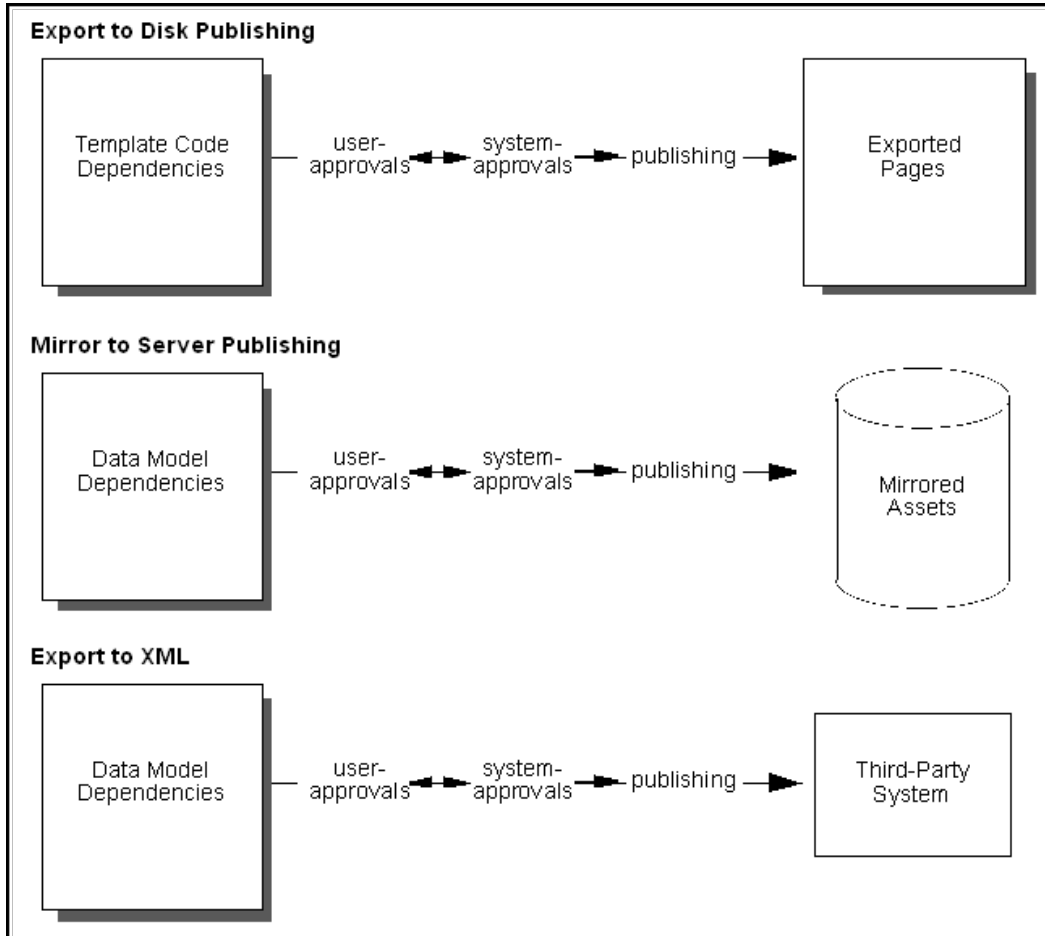 Export to Disk Publishing
Template Code
Dependencies
user-
approvals
system-
approvals
publishing
Exported
Pages
Mirror to Server Publishing
Data Model
Dependencies
user-
approvals
system-
approvals
publishing
Mirrored
Assets
Export to XML
Data Model
Dependencies
user-
approvals
system-
approvals
publishing
Third-Party
System